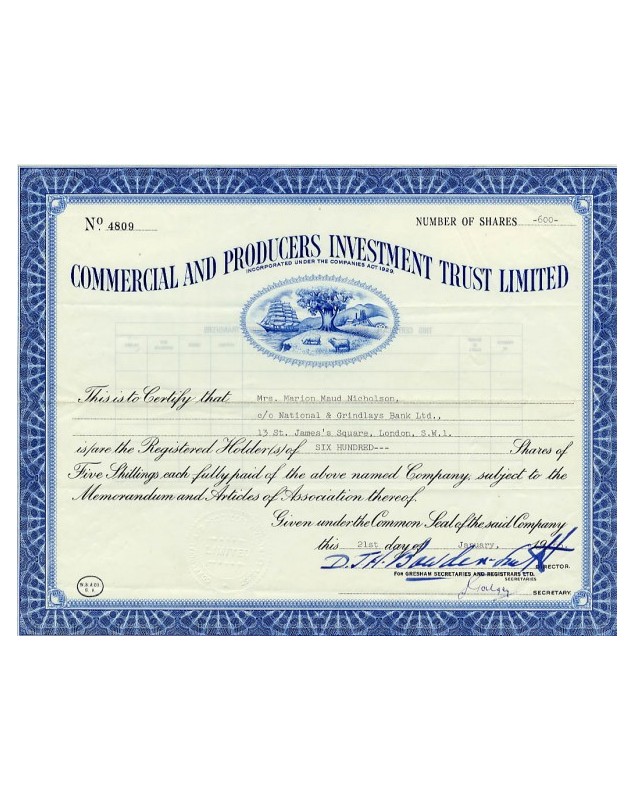 Nº. 4809
NUMBER OF SHARES -600-
COMMERCIAL AND PRODUCERS INVESTMENT TRUST LIMITED
INCORPORATED UNDER THE COMPANIES ACT 1929.
This is to Certify that Mrs. Marion Maud Nicholson,
c/o National & Grindlays Bank Ltd.,
13 St. James's Square, London, S.W.1.
is/are the Registered Holder(s) of SIX HUNDRED--- Shares of
Five Shillings each fully paid of the above named Company, subject to the
Memorandum and Articles of Association thereof.
Given under the Common Seal of the said Company
this 21st day of January, 19
DIRECTOR.
For GRESHAM SECRETARIES AND REGISTRARS LTD.
SECRETARIES
SECRETARY.